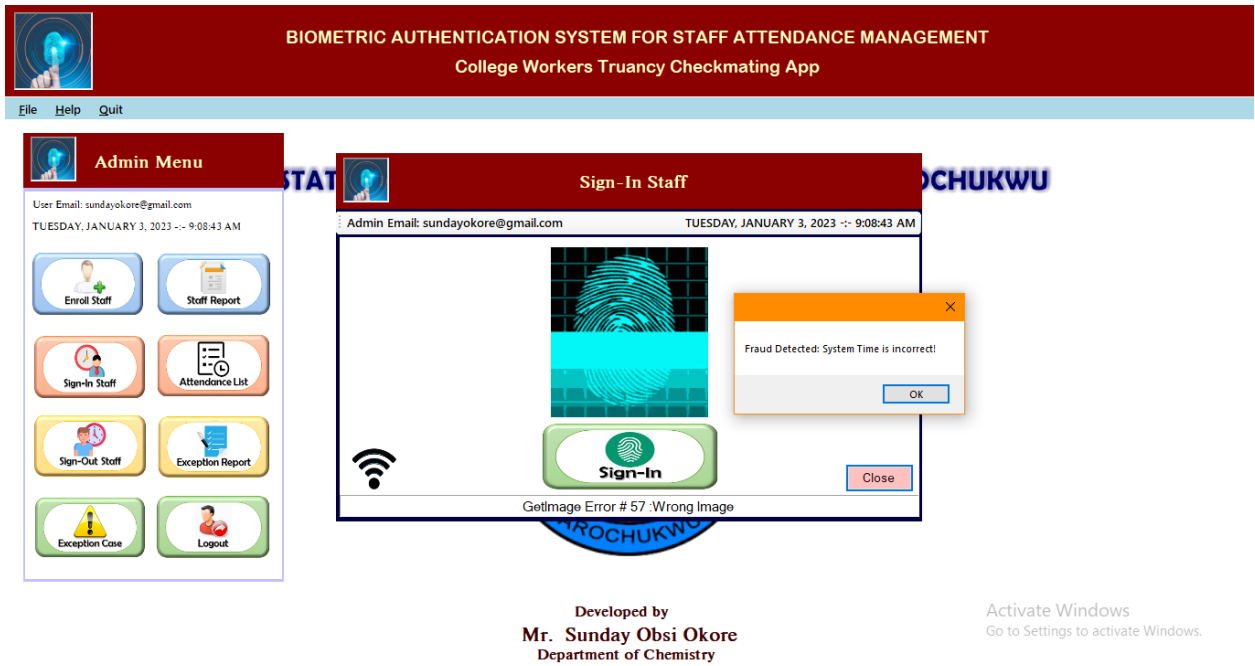 BIOMETRIC AUTHENTICATION SYSTEM FOR STAFF ATTENDANCE MANAGEMENT
College Workers Truancy Checkmating App
File Help Quit
Admin Menu
User Email: sundayokore@gmail.com
TUESDAY, JANUARY 3, 2023 -:- 9:08:43 AM
Enroll Staff
Staff Report
Sign-In Staff
Attendance List
Sign-Out Staff
Exception Report
Exception Case
Logout
STAT
OCHUKWU
Sign-In Staff
Admin Email: sundayokore@gmail.com TUESDAY, JANUARY 3, 2023 -:- 9:08:43 AM
Fraud Detected: System Time is incorrect!
OK
Sign-In
Close
GetImage Error # 57 :Wrong Image
AROCHUKWU
Developed by
Mr. Sunday Obsi Okore
Department of Chemistry
Activate Windows
Go to Settings to activate Windows.